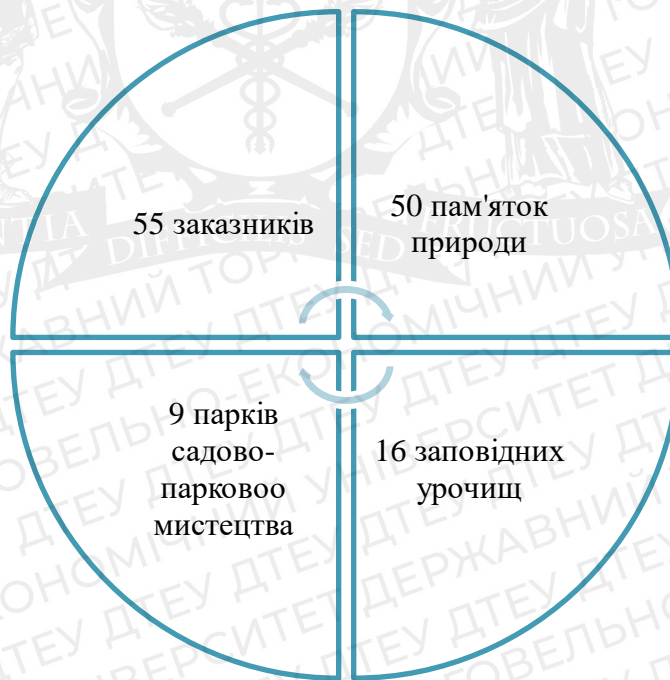 55 заказників
50 пам'яток
природи
9 парків
садово-
парковоо
мистецтва
16 заповідних
урочищ